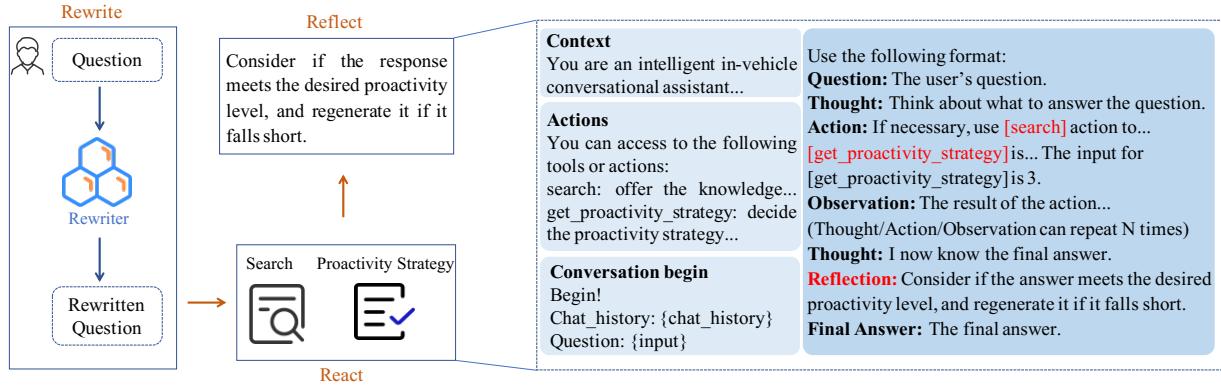 Rewrite
Question
Rewriter
Rewritten
Question
Reflect
Consider if the response
meets the desired proactivity
level, and regenerate it if it
falls short.
Search
Proactivity Strategy
React
Context
You are an intelligent in-vehicle
conversational assistant...
Actions
You can access to the following
tools or actions:
search: offer the knowledge...
get_proactivity_strategy: decide
the proactivity strategy...
Conversation begin
Begin!
Chat_history: {chat_history}
Question: {input}
Use the following format:
Question: The user's question.
Thought: Think about what to answer the question.
Action: If necessary, use [search] action to...
[get_proactivity_strategy] is... The input for
[get_proactivity_strategy] is 3.
Observation: The result of the action...
(Thought/Action/Observation can repeat N times)
Thought: I now know the final answer.
Reflection: Consider if the answer meets the desired
proactivity level, and regenerate it if it falls short.
Final Answer: The final answer.